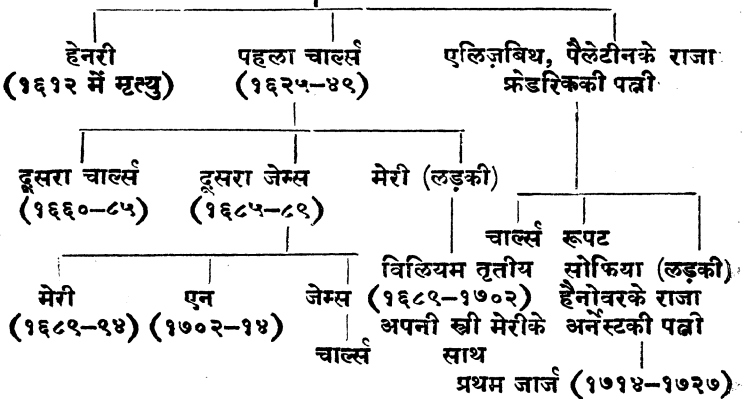 हेनरी पहला चार्ल्स एलिज़बिथ, पैलेटीनके राजा
(१६१२ में मृत्यु) (१६२५–४९) फ्रेडरिककी पत्नी
दूसरा चार्ल्स दूसरा जेम्स मेरी (लड़की)
(१६६०–८५) (१६८५–८९)
चार्ल्स रूपट
विलियम तृतीय सोफिया (लड़की)
मेरी एन जेम्स (१६८९–१७०२) हैनोवरके राजा
(१६८९–९४) (१७०२–१४) अपनी स्त्री मेरीके अर्नेस्टकी पत्नी
चार्ल्स साथ
प्रथम जार्ज (१७१४–१७२७)